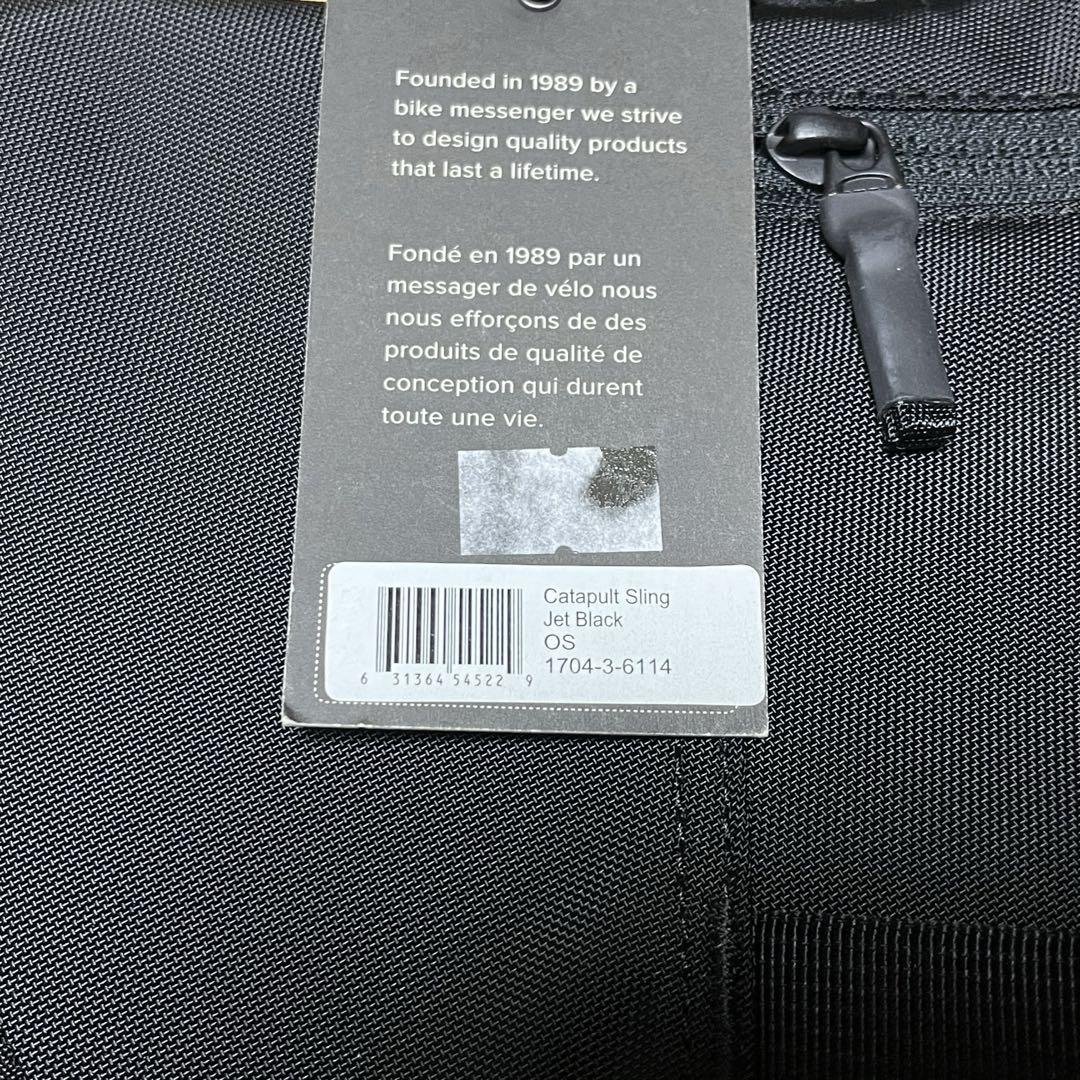 Founded in 1989 by a
bike messenger we strive
to design quality products
that last a lifetime.
Fondé en 1989 par un
messager de vélo nous
nous efforçons de des
produits de qualité de
conception qui durent
toute une vie.
Catapult Sling
Jet Black
OS
1704-3-6114
6 31364 54522 9